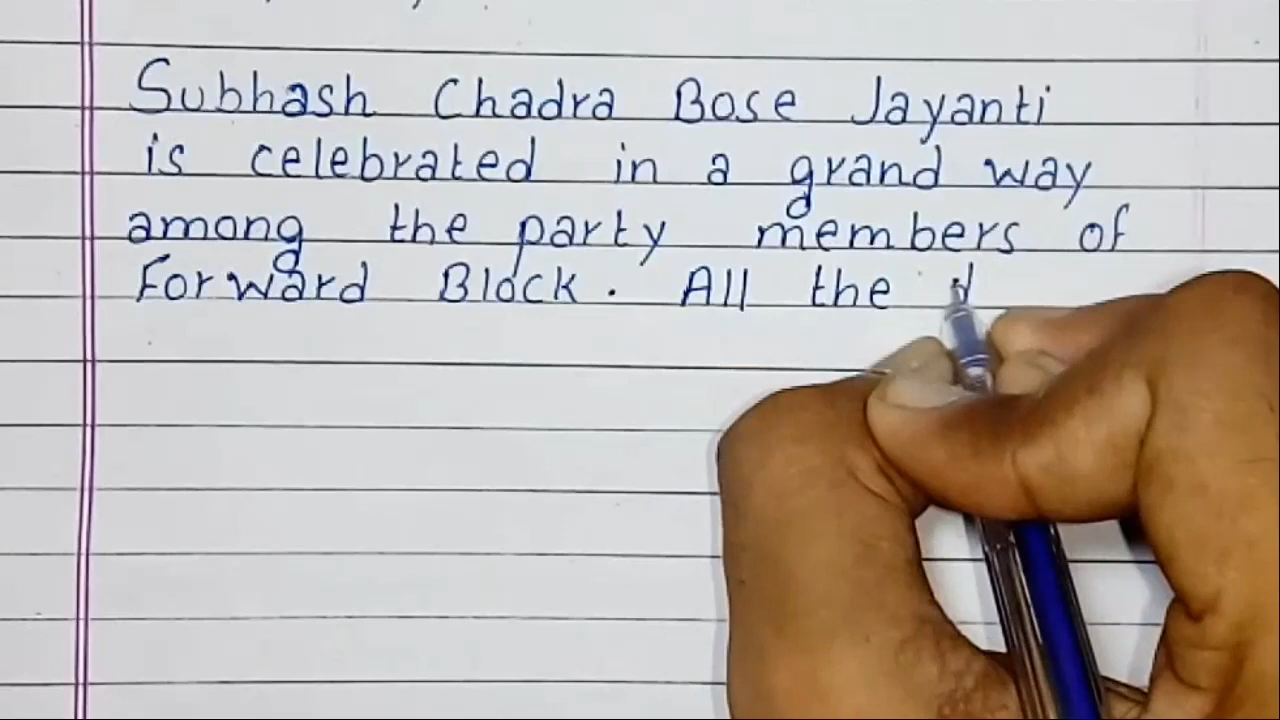 Subhash Chadra Bose Jayanti
is celebrated in a grand way
among the party members of
Forward Block. All the d